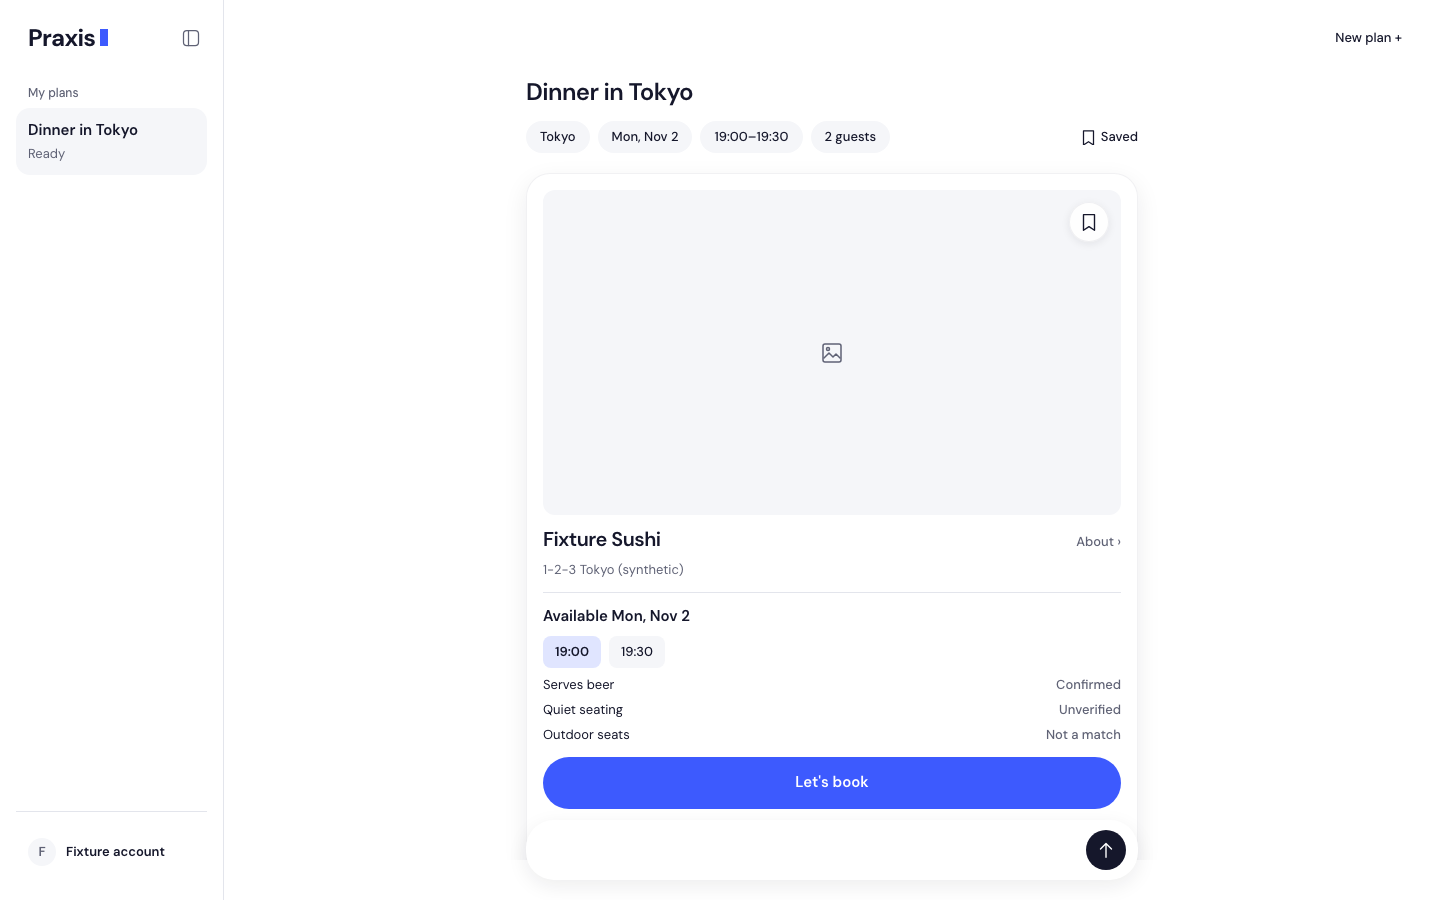 Praxis
New plan +
My plans
Dinner in Tokyo
Ready
Dinner in Tokyo
Tokyo
Mon, Nov 2
19:00–19:30
2 guests
Saved
Fixture Sushi
About ›
1-2-3 Tokyo (synthetic)
Available Mon, Nov 2
19:00
19:30
Serves beer
Confirmed
Quiet seating
Unverified
Outdoor seats
Not a match
Let's book
F
Fixture account